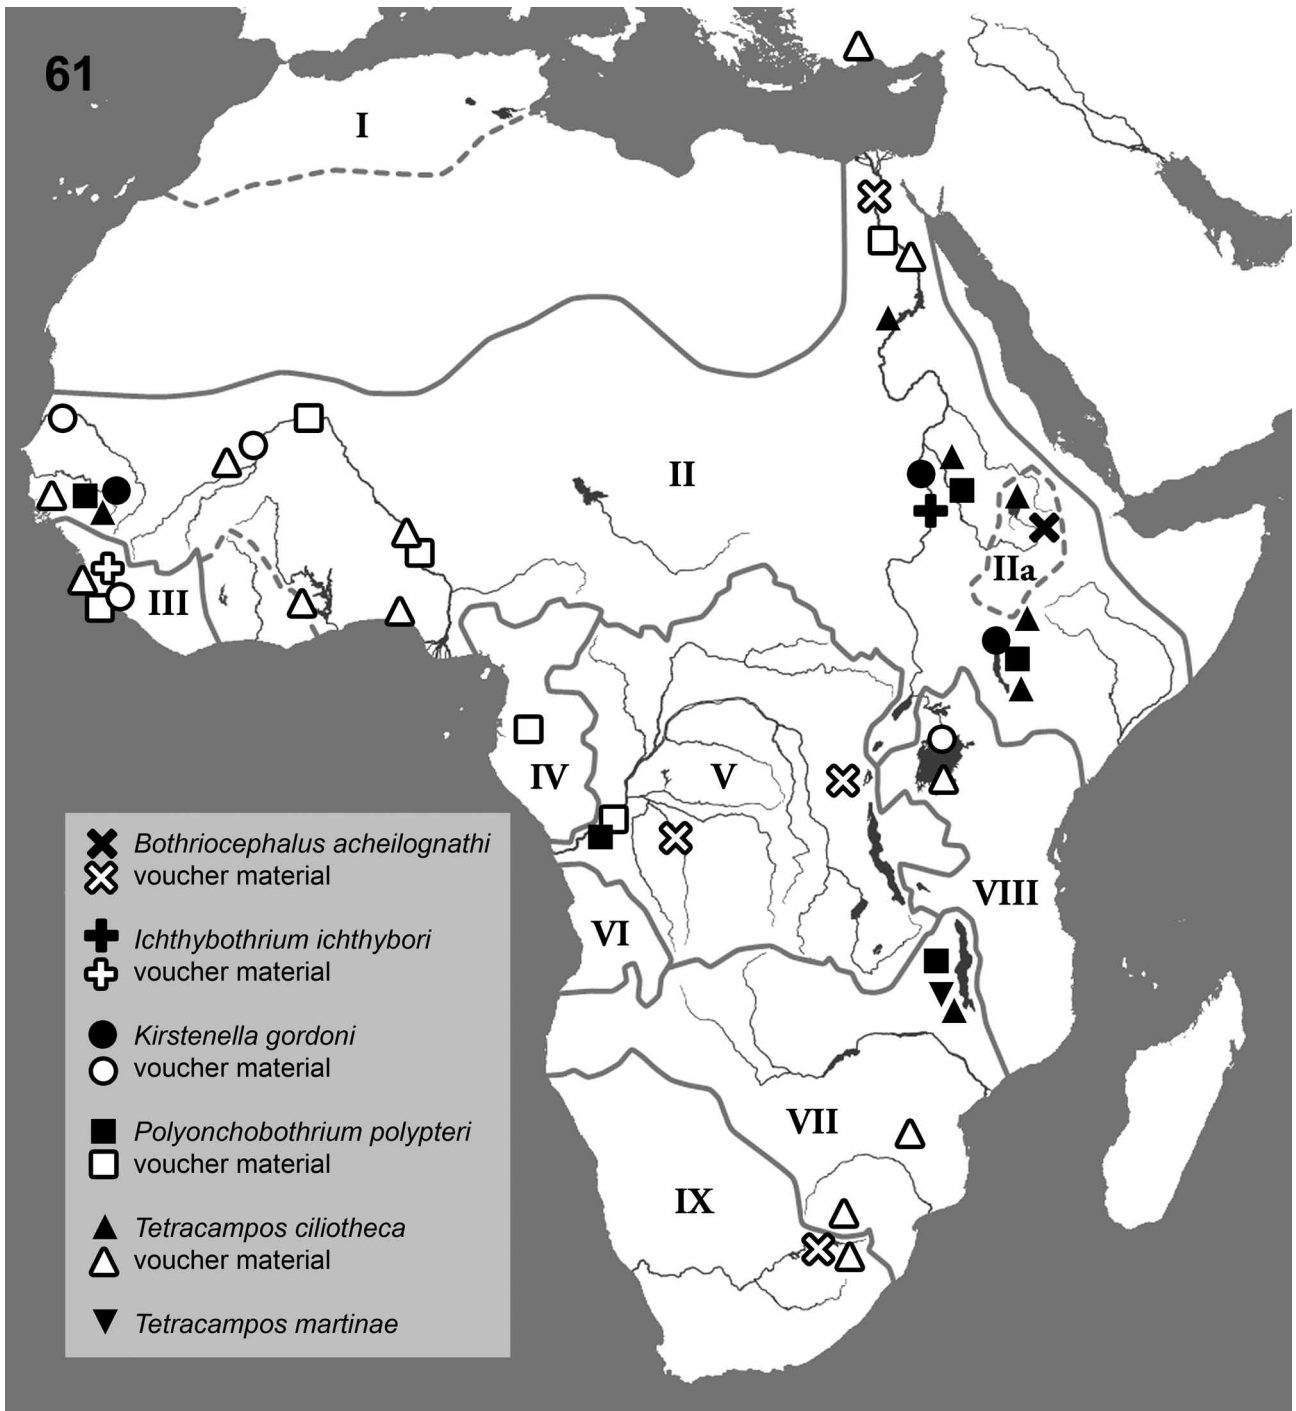 61
I
II
IIa
III
IV
V
VI
VIII
VII
IX
Bothriocephalus acheilognathi
voucher material
Ichthybothrium ichthybori
voucher material
Kirstenella gordoni
voucher material
Polyonchobothrium polypteri
voucher material
Tetracampos ciliotheca
voucher material
Tetracampos martinae